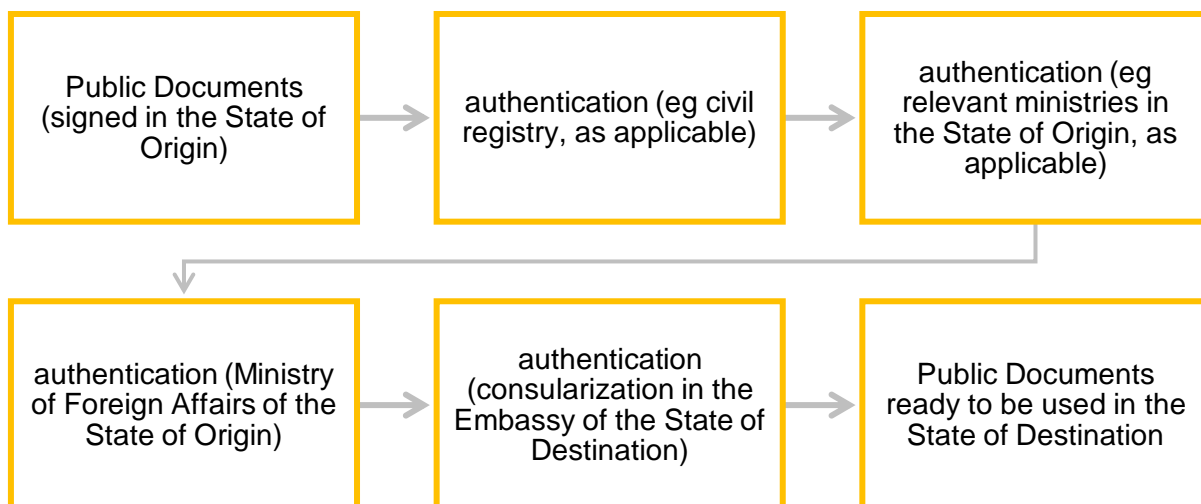 Public Documents
(signed in the State of
Origin)
authentication (eg civil
registry, as applicable)
authentication (eg
relevant ministries in
the State of Origin, as
applicable)
authentication (Ministry
of Foreign Affairs of the
State of Origin)
authentication
(consularization in the
Embassy of the State of
Destination)
Public Documents
ready to be used in the
State of Destination